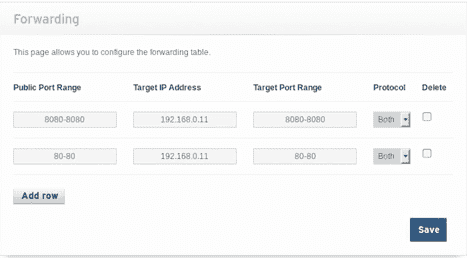 Forwarding
This page allows you to configure the forwarding table.
Public Port Range Target IP Address Target Port Range Protocol Delete
8080-8080 192.168.0.11 8080-8080 Both
80-80 192.168.0.11 80-80 Both
Add row
Save